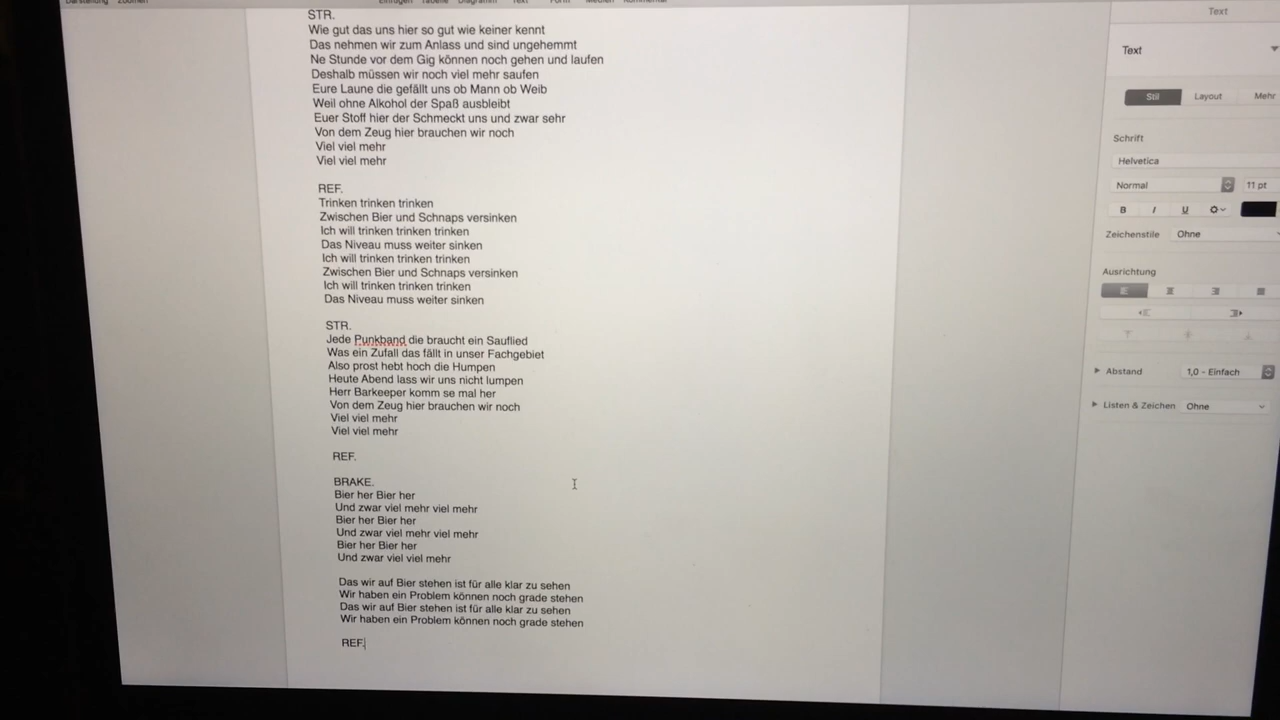 Darstellung Zoomen Einfügen Tabelle Diagramm Text Form Medien Kommentar
STR.
Wie gut das uns hier so gut wie keiner kennt
Das nehmen wir zum Anlass und sind ungehemmt
Ne Stunde vor dem Gig können noch gehen und laufen
Deshalb müssen wir noch viel mehr saufen
Eure Laune die gefällt uns ob Mann ob Weib
Weil ohne Alkohol der Spaß ausbleibt
Euer Stoff hier der Schmeckt uns und zwar sehr
Von dem Zeug hier brauchen wir noch
Viel viel mehr
Viel viel mehr
REF.
Trinken trinken trinken
Zwischen Bier und Schnaps versinken
Ich will trinken trinken trinken
Das Niveau muss weiter sinken
Ich will trinken trinken trinken
Zwischen Bier und Schnaps versinken
Ich will trinken trinken trinken
Das Niveau muss weiter sinken
STR.
Jede Punkband die braucht ein Sauflied
Was ein Zufall das fällt in unser Fachgebiet
Also prost hebt hoch die Humpen
Heute Abend lass wir uns nicht lumpen
Herr Barkeeper komm se mal her
Von dem Zeug hier brauchen wir noch
Viel viel mehr
Viel viel mehr
REF.
BRAKE.
Bier her Bier her
Und zwar viel mehr viel mehr
Bier her Bier her
Und zwar viel mehr viel mehr
Bier her Bier her
Und zwar viel viel mehr
Das wir auf Bier stehen ist für alle klar zu sehen
Wir haben ein Problem können noch grade stehen
Das wir auf Bier stehen ist für alle klar zu sehen
Wir haben ein Problem können noch grade stehen
REF.
Text
Text
Stil Layout Mehr
Schrift
Helvetica
Normal 11 pt
B I U
Zeichenstile Ohne
Ausrichtung
Abstand 1,0 - Einfach
Listen & Zeichen Ohne